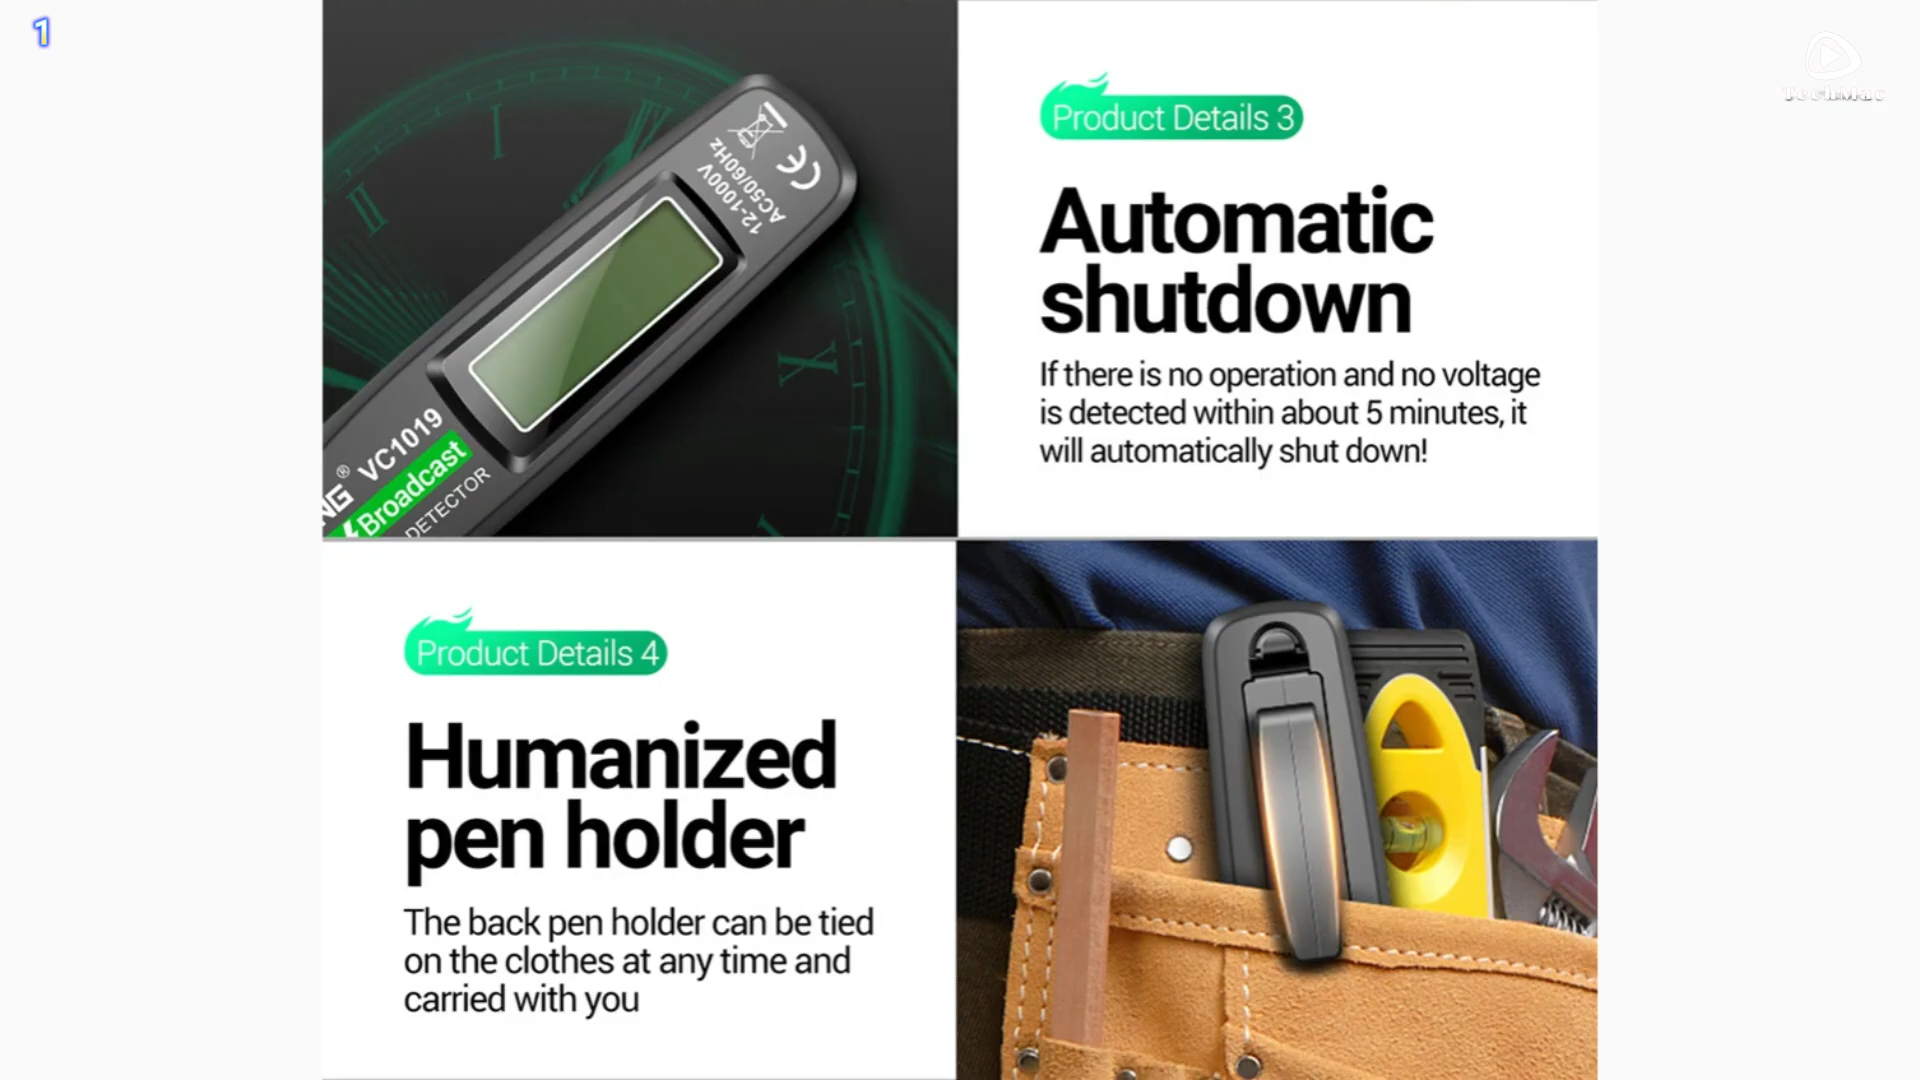 1
TechMac
CE
12-1000V
AC50/60Hz
NG® VC1019
Broadcast
DETECTOR
Product Details 3
Automatic
shutdown
If there is no operation and no voltage
is detected within about 5 minutes, it
will automatically shut down!
Product Details 4
Humanized
pen holder
The back pen holder can be tied
on the clothes at any time and
carried with you